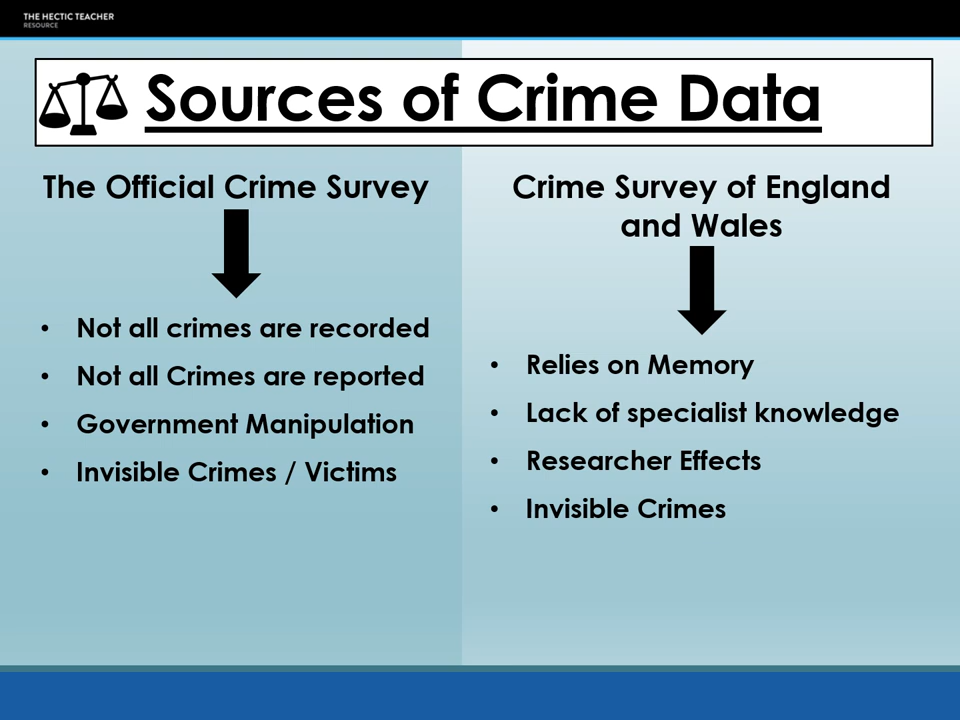 THE HECTIC TEACHER
RESOURCE
Sources of Crime Data
The Official Crime Survey
• Not all crimes are recorded
• Not all Crimes are reported
• Government Manipulation
• Invisible Crimes / Victims
Crime Survey of England
and Wales
• Relies on Memory
• Lack of specialist knowledge
• Researcher Effects
• Invisible Crimes